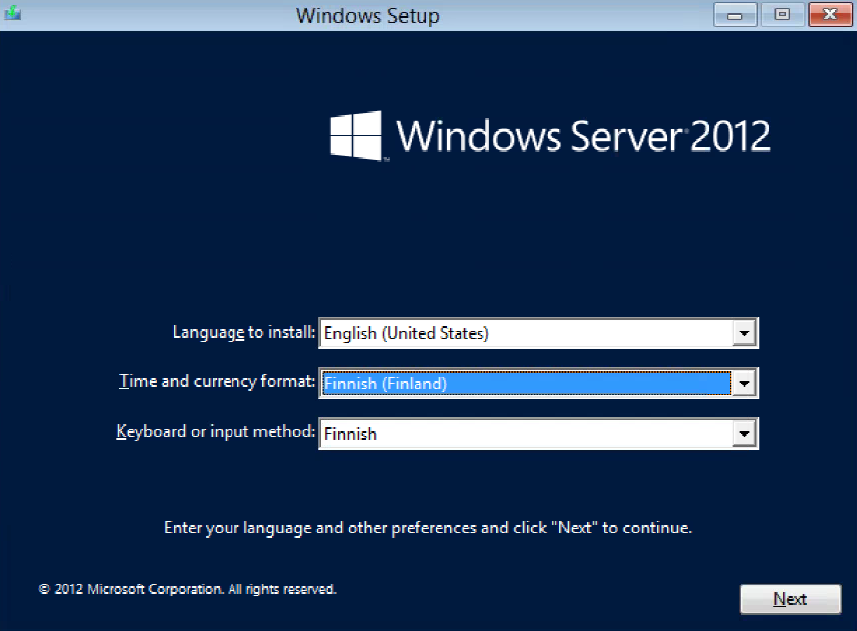 Windows Setup
Windows Server 2012
Language to install: English (United States)
Time and currency format: Finnish (Finland)
Keyboard or input method: Finnish
Enter your language and other preferences and click "Next" to continue.
© 2012 Microsoft Corporation. All rights reserved.
Next